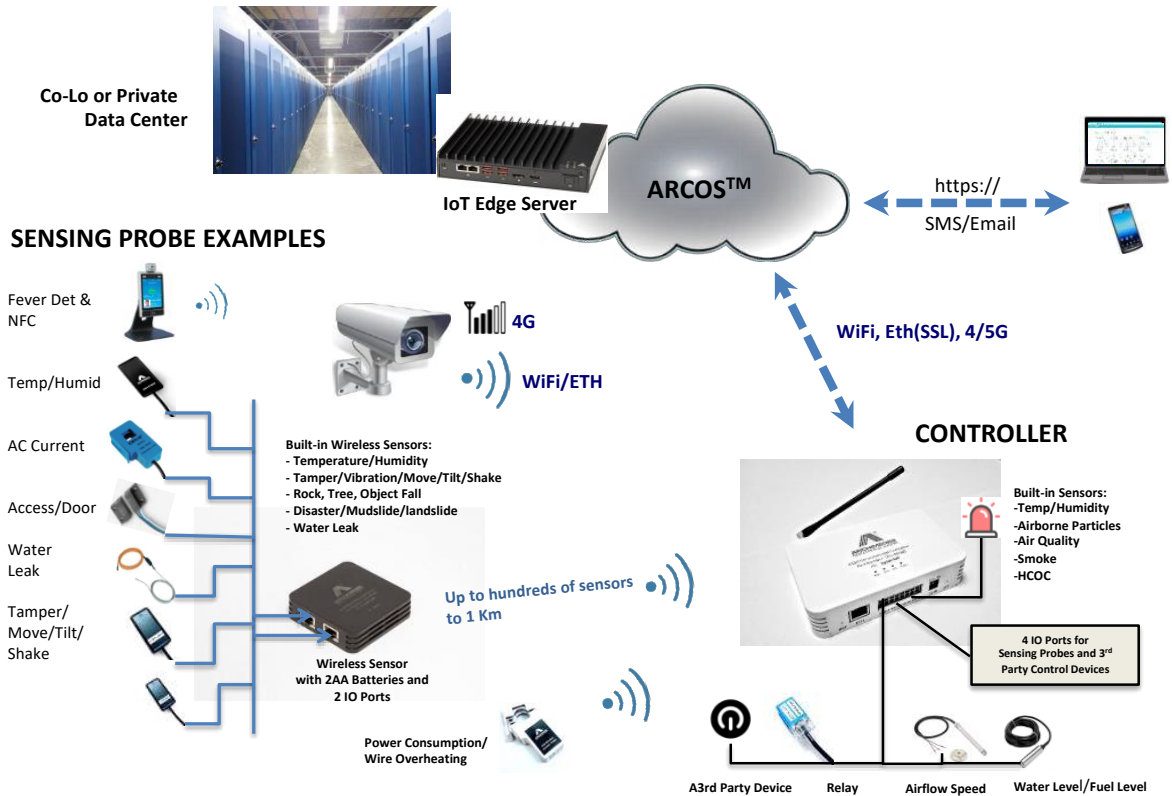 Co-Lo or Private
Data Center
IoT Edge Server
ARCOS™
https://
SMS/Email
SENSING PROBE EXAMPLES
Fever Det &
NFC
4G
WiFi/ETH
WiFi, Eth(SSL), 4/5G
Temp/Humid
AC Current
Access/Door
Water
Leak
Tamper/
Move/Tilt/
Shake
Built-in Wireless Sensors:
- Temperature/Humidity
- Tamper/Vibration/Move/Tilt/Shake
- Rock, Tree, Object Fall
- Disaster/Mudslide/landslide
- Water Leak
Wireless Sensor
with 2AA Batteries and
2 IO Ports
Up to hundreds of sensors
to 1 Km
CONTROLLER
Built-in Sensors:
-Temp/Humidity
-Airborne Particles
-Air Quality
-Smoke
-HCOC
4 IO Ports for
Sensing Probes and 3rd
Party Control Devices
Power Consumption/
Wire Overheating
A3rd Party Device
Relay
Airflow Speed
Water Level/Fuel Level